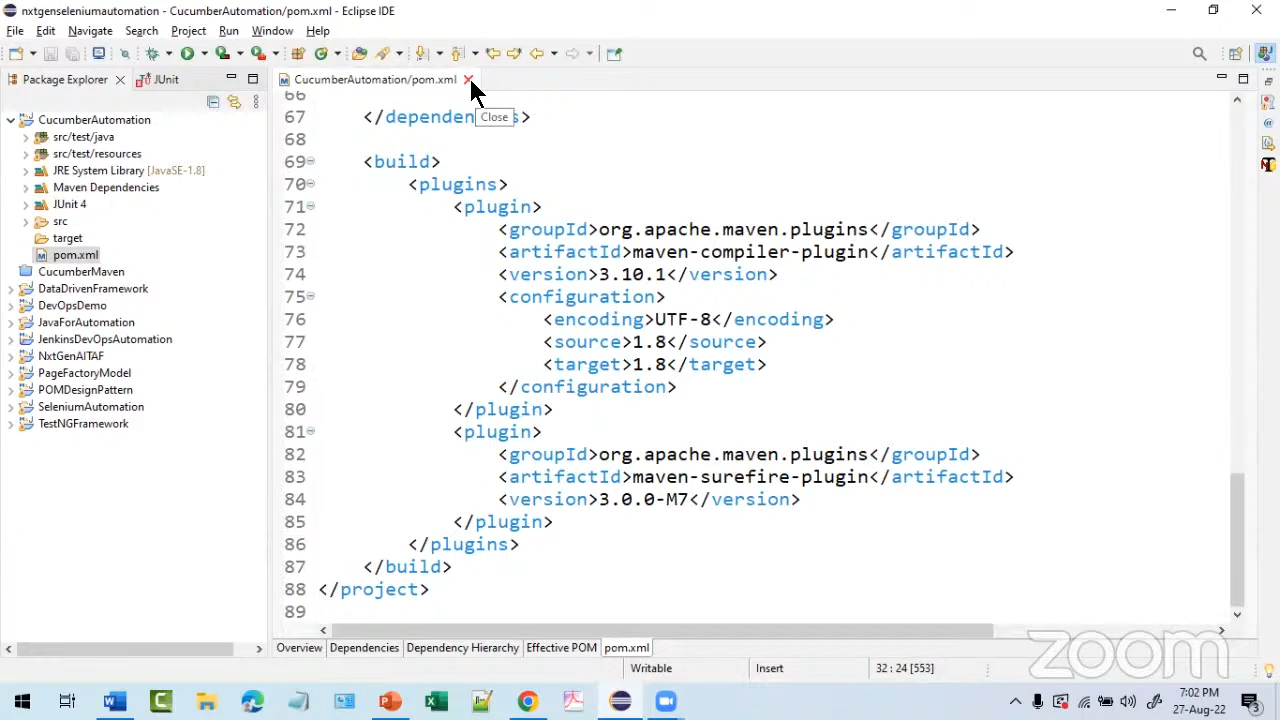 nxtgenseleniumautomation - CucumberAutomation/pom.xml - Eclipse IDE
File Edit Navigate Search Project Run Window Help
Package Explorer JUnit
CucumberAutomation/pom.xml
Close
CucumberAutomation
src/test/java
src/test/resources
JRE System Library [JavaSE-1.8]
Maven Dependencies
JUnit 4
src
target
pom.xml
CucumberMaven
DataDrivenFramework
DevOpsDemo
JavaForAutomation
JenkinsDevOpsAutomation
NxtGenAITAF
PageFactoryModel
POMDesignPattern
SeleniumAutomation
TestNGFramework
66
67 </dependen s>
68
69 <build>
70 <plugins>
71 <plugin>
72 <groupId>org.apache.maven.plugins</groupId>
73 <artifactId>maven-compiler-plugin</artifactId>
74 <version>3.10.1</version>
75 <configuration>
76 <encoding>UTF-8</encoding>
77 <source>1.8</source>
78 <target>1.8</target>
79 </configuration>
80 </plugin>
81 <plugin>
82 <groupId>org.apache.maven.plugins</groupId>
83 <artifactId>maven-surefire-plugin</artifactId>
84 <version>3.0.0-M7</version>
85 </plugin>
86 </plugins>
87 </build>
88 </project>
89
Overview Dependencies Dependency Hierarchy Effective POM pom.xml
Writable Insert 32 : 24 [553]
zoom
7:02 PM
27-Aug-22
3